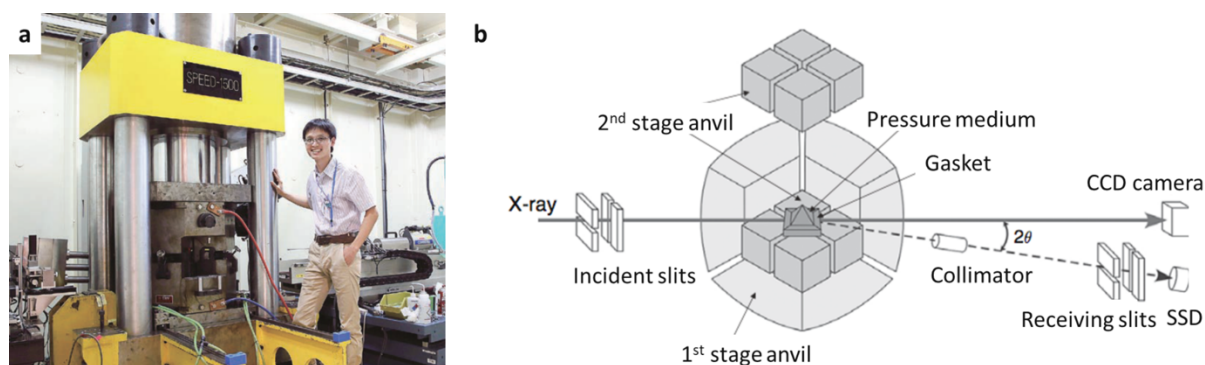 a
SPEED-1500
b
2nd stage anvil
Pressure medium
Gasket
CCD camera
X-ray
2θ
Incident slits
Collimator
Receiving slits
SSD
1st stage anvil